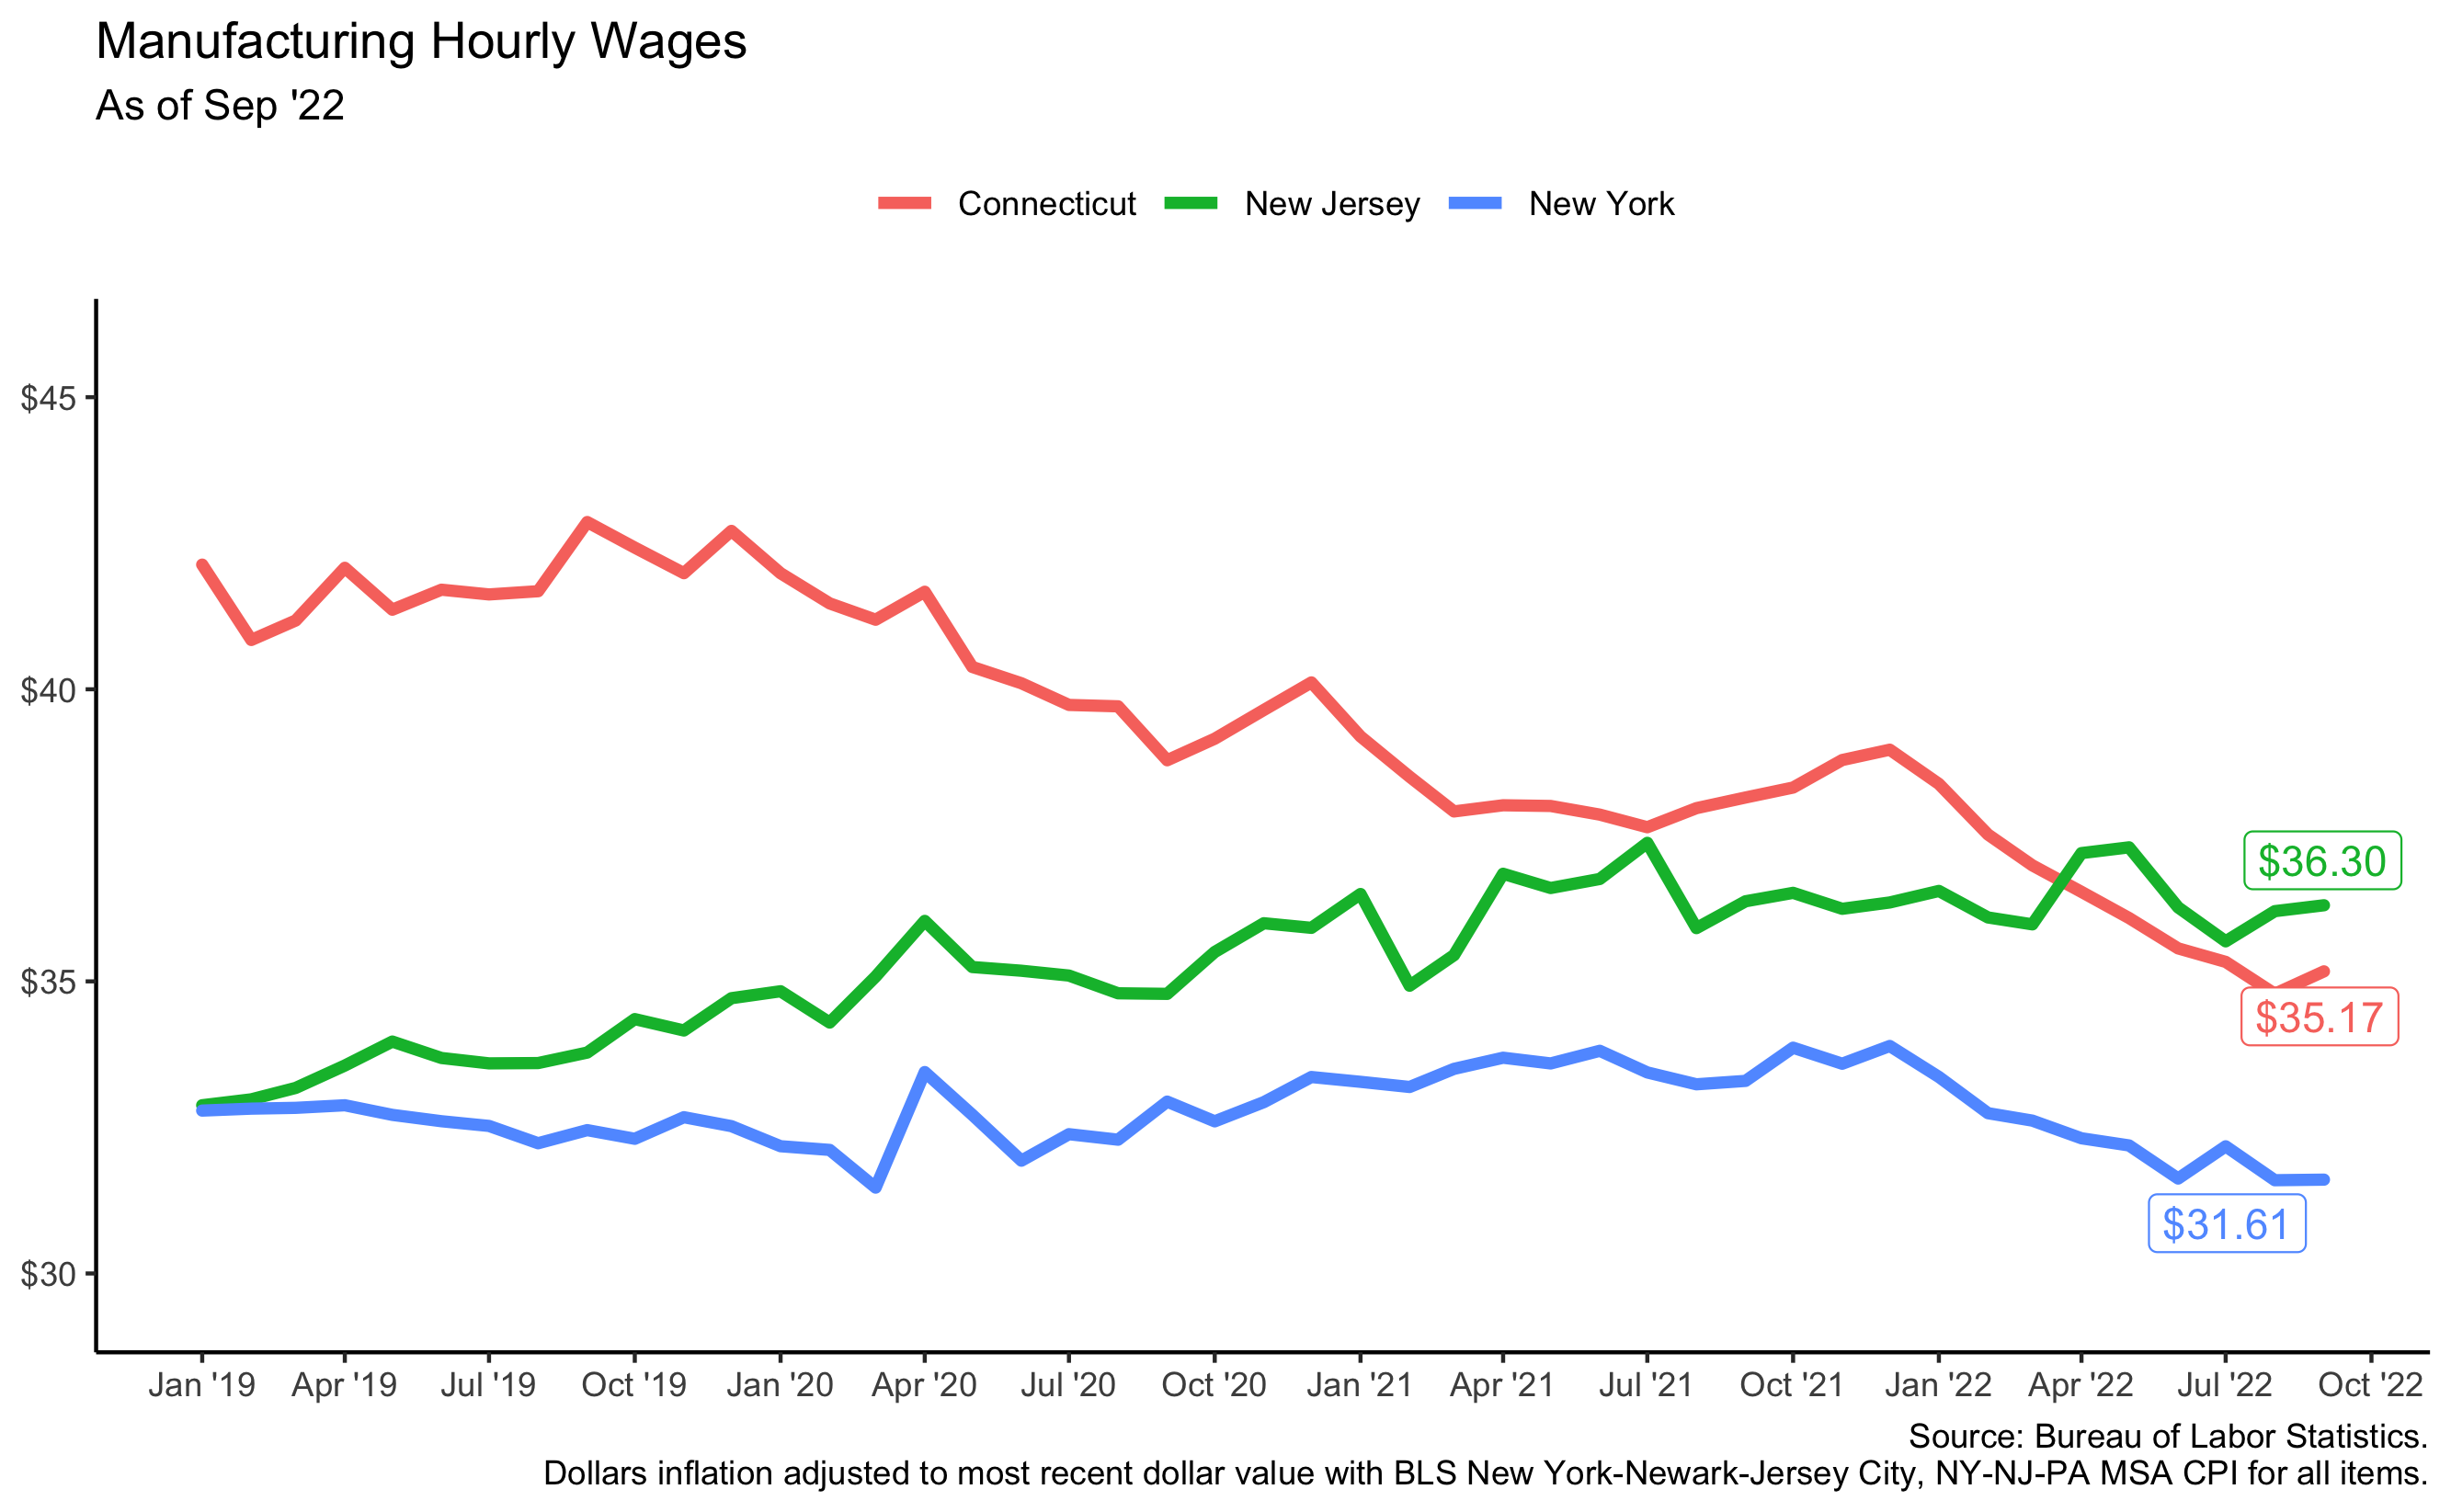 Manufacturing Hourly Wages
As of Sep '22
Connecticut New Jersey New York
$45
$40
$35
$30
$36.30
$35.17
$31.61
Jan '19 Apr '19 Jul '19 Oct '19 Jan '20 Apr '20 Jul '20 Oct '20 Jan '21 Apr '21 Jul '21 Oct '21 Jan '22 Apr '22 Jul '22 Oct '22
Source: Bureau of Labor Statistics.
Dollars inflation adjusted to most recent dollar value with BLS New York-Newark-Jersey City, NY-NJ-PA MSA CPI for all items.